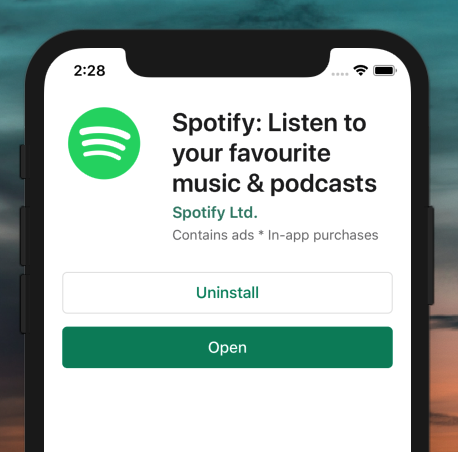 2:28
Spotify: Listen to
your favourite
music & podcasts
Spotify Ltd.
Contains ads * In-app purchases
Uninstall
Open